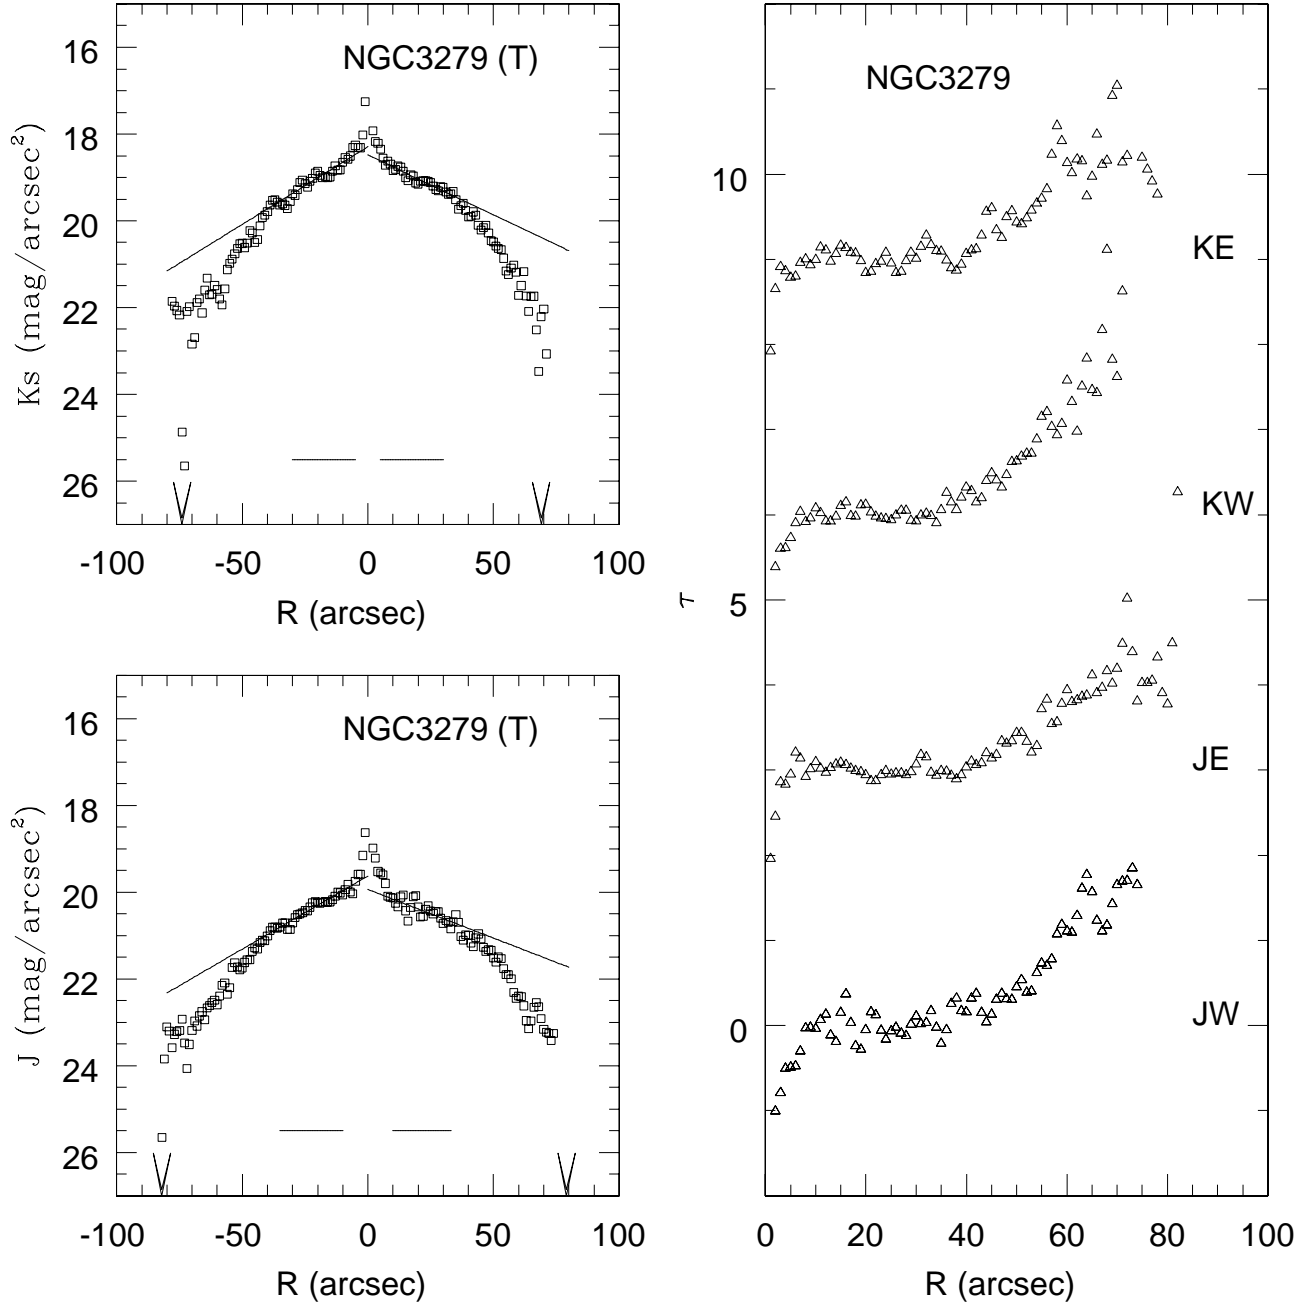 NGC3279 (T)
16
18
20
22
24
26
Ks (mag/arcsec²)
-100 -50 0 50 100
R (arcsec)
NGC3279 (T)
16
18
20
22
24
26
J (mag/arcsec²)
-100 -50 0 50 100
R (arcsec)
NGC3279
10
5
0
τ
KE
KW
JE
JW
0 20 40 60 80 100
R (arcsec)